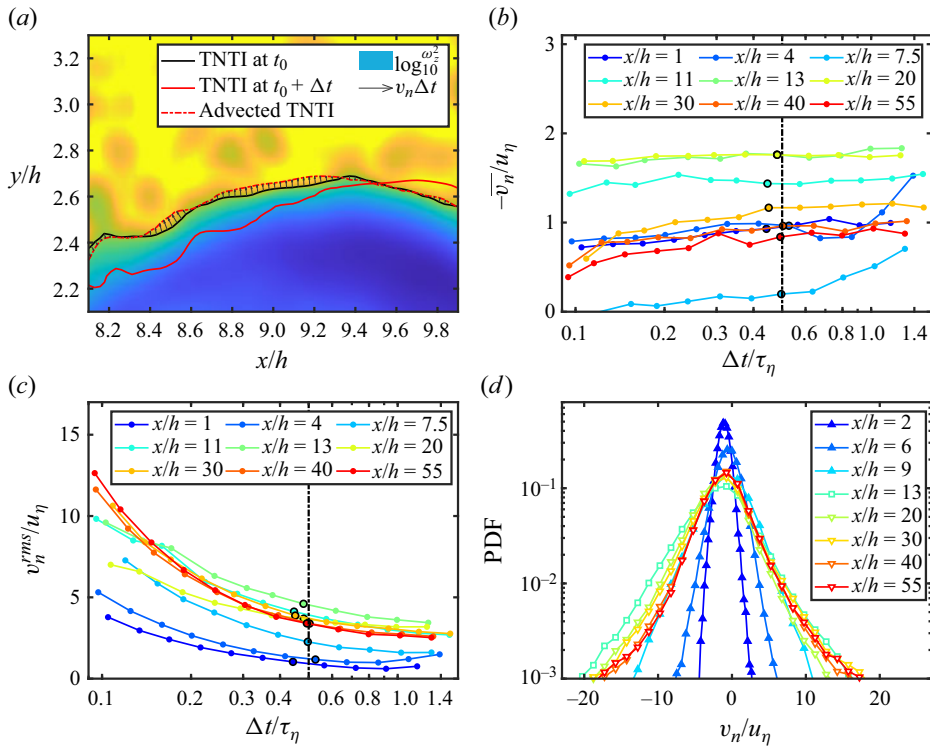 (a)
3.2
3.0
2.8
2.6
2.4
2.2
y/h
TNTI at t₀
TNTI at t₀ + Δt
Advected TNTI
log₁₀ ω_z²
vₙΔt
8.2 8.4 8.6 8.8 9.0 9.2 9.4 9.6 9.8
x/h
(b)
3
2
1
0
−v̅ₙ/u_η
x/h = 1 x/h = 4 x/h = 7.5
x/h = 11 x/h = 13 x/h = 20
x/h = 30 x/h = 40 x/h = 55
0.1 0.2 0.3 0.4 0.6 0.8 1.0 1.4
Δt/τ_η
(c)
15
10
5
0
vₙ^rms/u_η
x/h = 1 x/h = 4 x/h = 7.5
x/h = 11 x/h = 13 x/h = 20
x/h = 30 x/h = 40 x/h = 55
0.1 0.2 0.3 0.4 0.6 0.8 1.0 1.4
Δt/τ_η
(d)
10⁻¹
10⁻²
10⁻³
PDF
x/h = 2
x/h = 6
x/h = 9
x/h = 13
x/h = 20
x/h = 30
x/h = 40
x/h = 55
−20 −10 0 10 20
vₙ/u_η